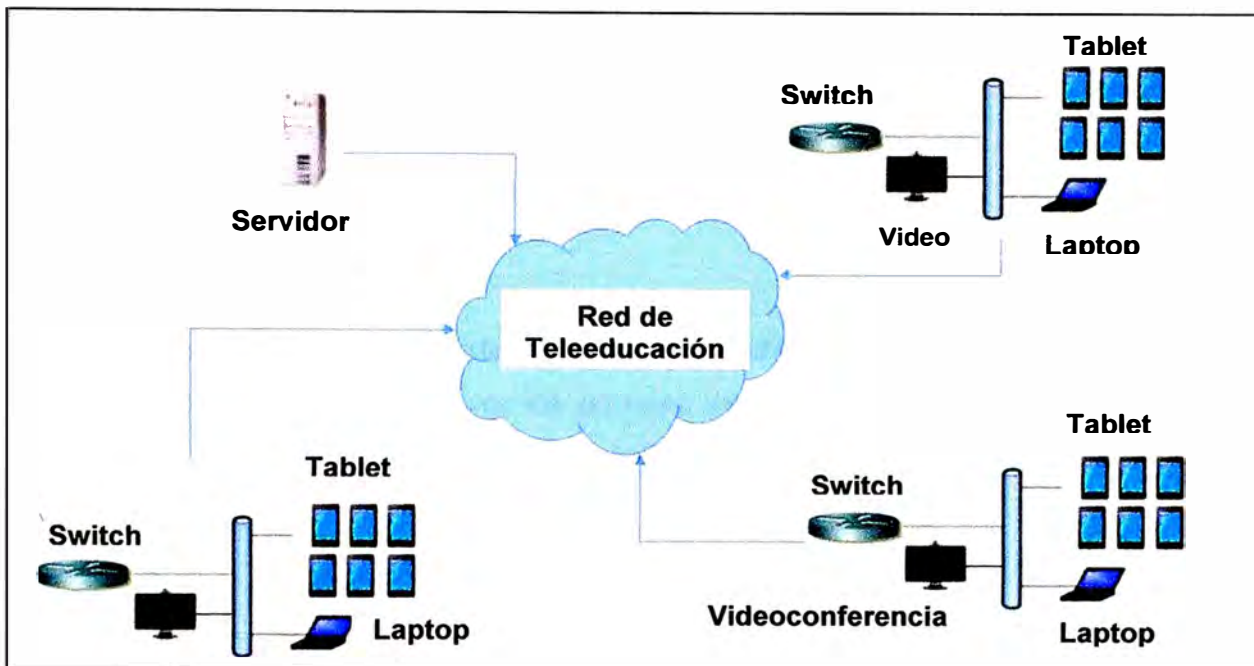 Tablet
Switch
Servidor
Video
Laptop
Red de
Teleeducación
Tablet
Switch
Laptop
Tablet
Switch
Videoconferencia
Laptop